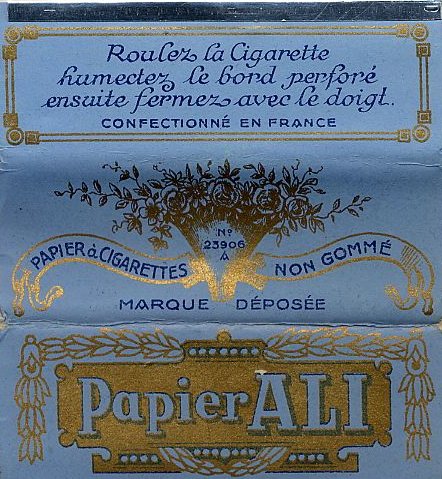 Roulez la Cigarette
humectez le bord perforé
ensuite fermez avec le doigt.
CONFECTIONNÉ EN FRANCE
Nº
23906
A
PAPIER à CIGARETTES NON GOMMÉ
MARQUE DÉPOSÉE
Papier ALI